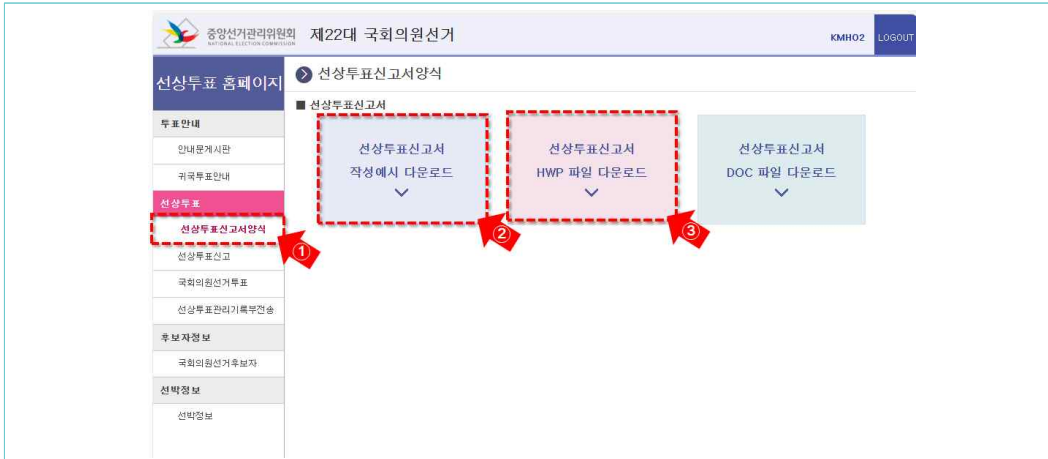 중앙선거관리위원회
NATIONAL ELECTION COMMISSION
제22대 국회의원선거
KMH02
LOGOUT
선상투표 홈페이지
선상투표신고서양식
■ 선상투표신고서
투표안내
안내문게시판
귀국투표안내
선상투표
선상투표신고서양식
①
선상투표신고
국회의원선거투표
선상투표관리기록부전송
후보자정보
국회의원선거후보자
선박정보
선박정보
선상투표신고서
작성예시 다운로드
②
선상투표신고서
HWP 파일 다운로드
③
선상투표신고서
DOC 파일 다운로드